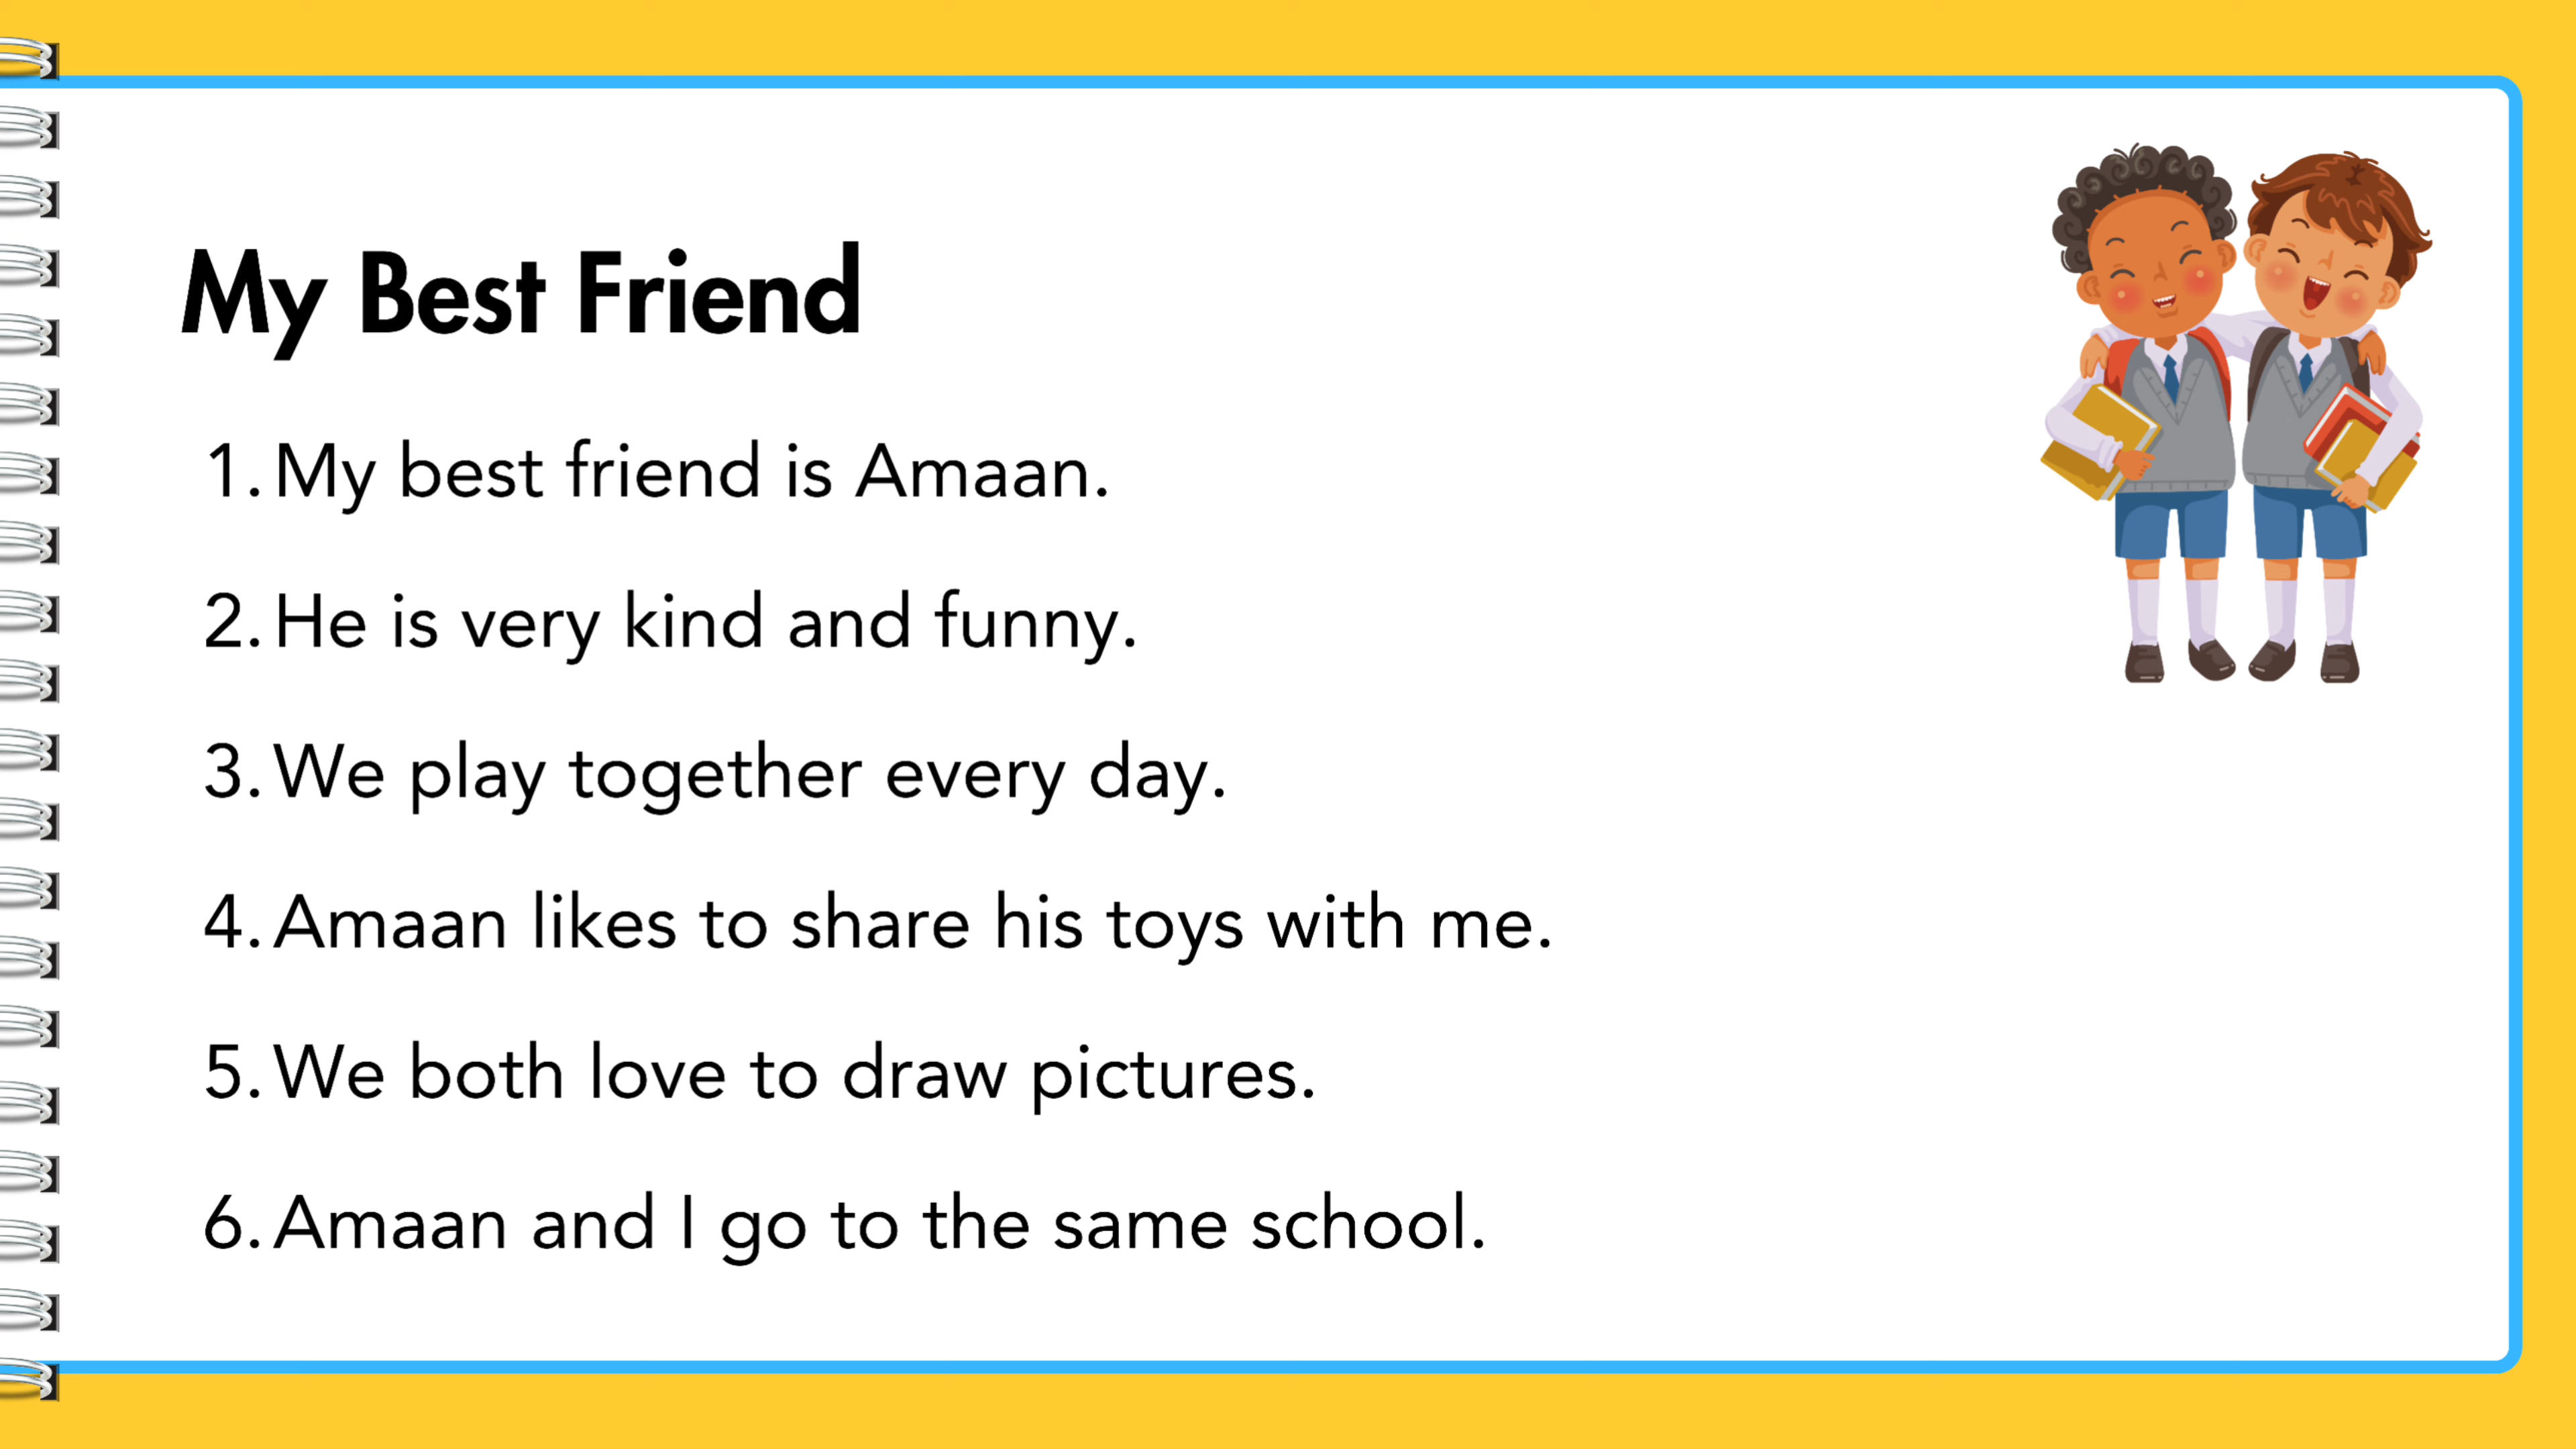 My Best Friend
1. My best friend is Amaan.
2. He is very kind and funny.
3. We play together every day.
4. Amaan likes to share his toys with me.
5. We both love to draw pictures.
6. Amaan and I go to the same school.